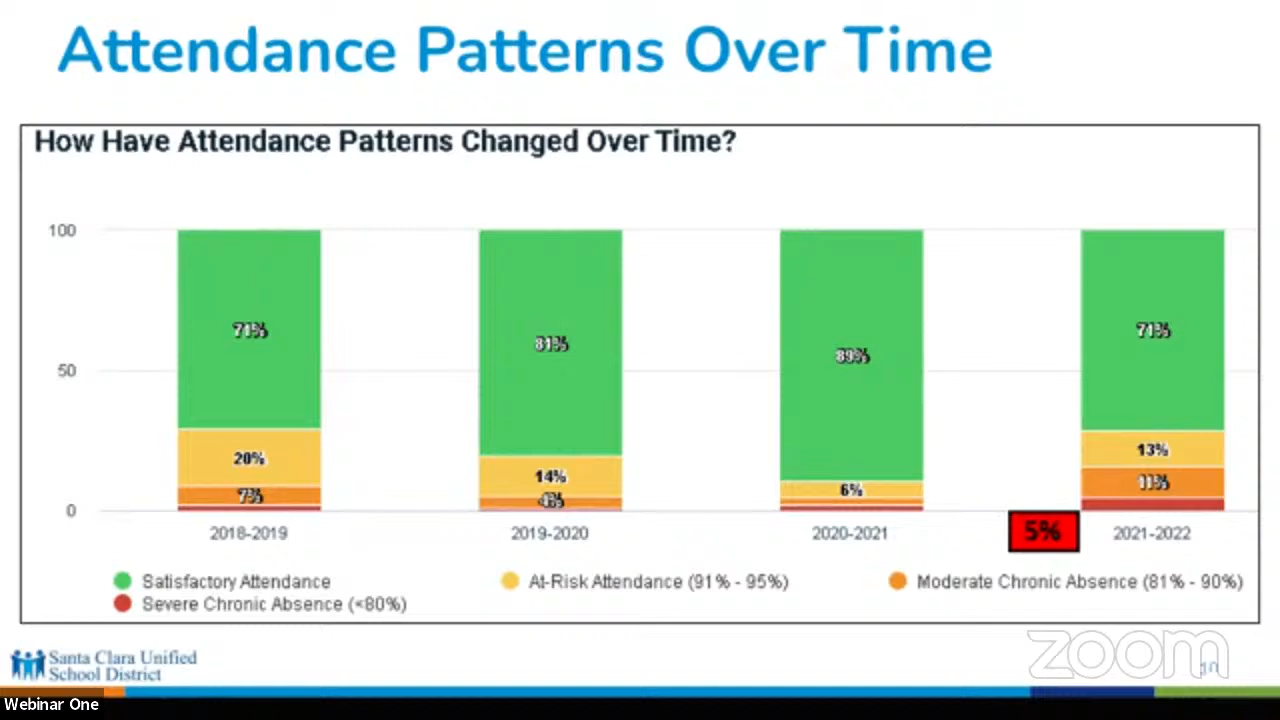 Attendance Patterns Over Time
How Have Attendance Patterns Changed Over Time?
100
50
0
71%
20%
7%
81%
14%
4%
89%
6%
71%
13%
11%
5%
2018-2019
2019-2020
2020-2021
2021-2022
Satisfactory Attendance
At-Risk Attendance (91% - 95%)
Moderate Chronic Absence (81% - 90%)
Severe Chronic Absence (<80%)
Santa Clara Unified
School District
zoom
10
Webinar One